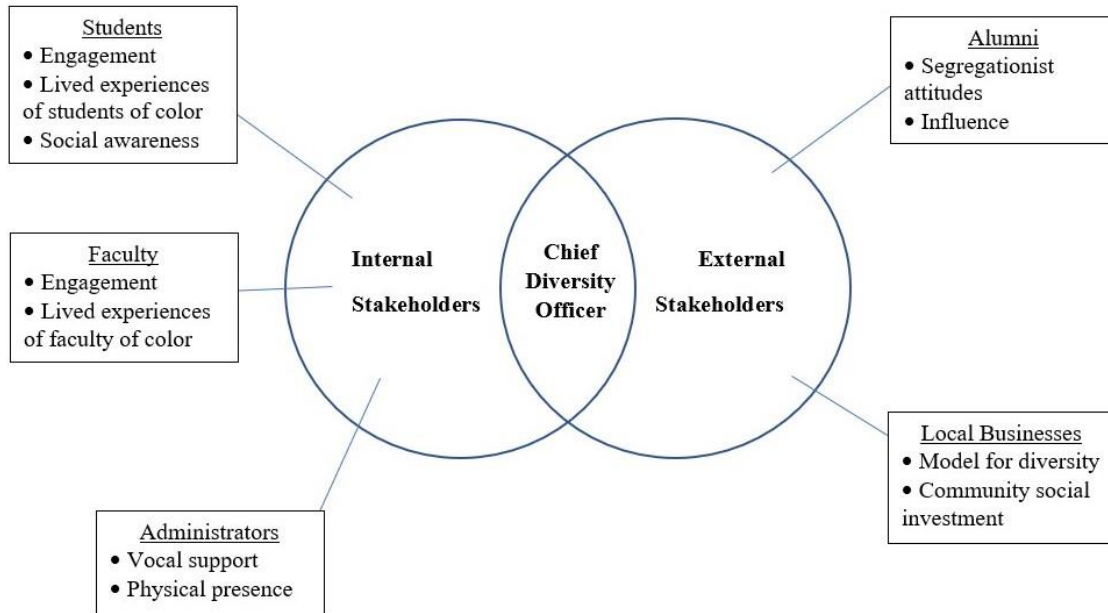 Students
• Engagement
• Lived experiences
of students of color
• Social awareness
Alumni
• Segregationist
attitudes
• Influence
Faculty
• Engagement
• Lived experiences
of faculty of color
Internal
Stakeholders
Chief
Diversity
Officer
External
Stakeholders
Local Businesses
• Model for diversity
• Community social
investment
Administrators
• Vocal support
• Physical presence